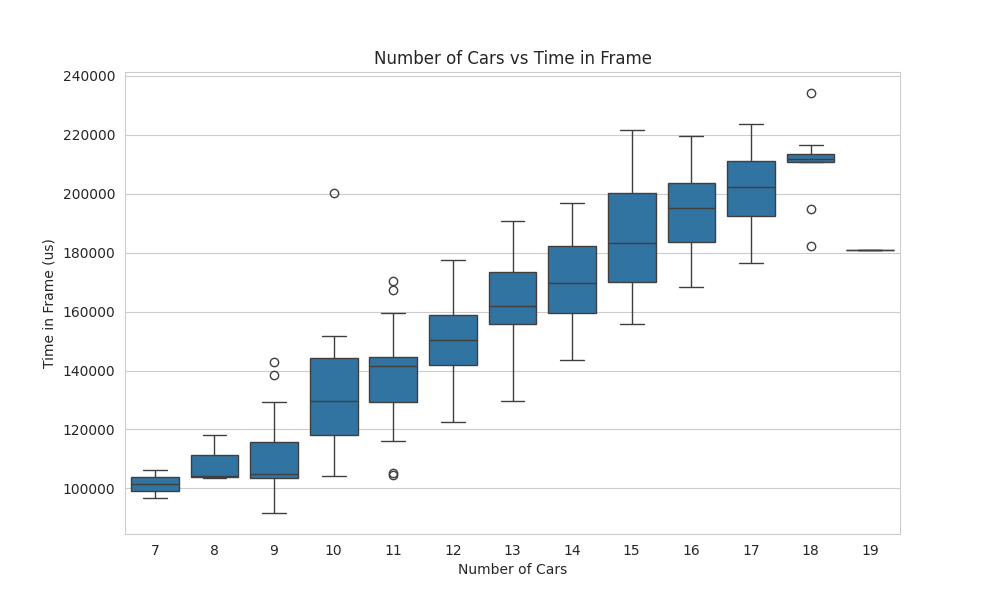 Number of Cars vs Time in Frame
Time in Frame (us)
240000
220000
200000
180000
160000
140000
120000
100000
7 8 9 10 11 12 13 14 15 16 17 18 19
Number of Cars